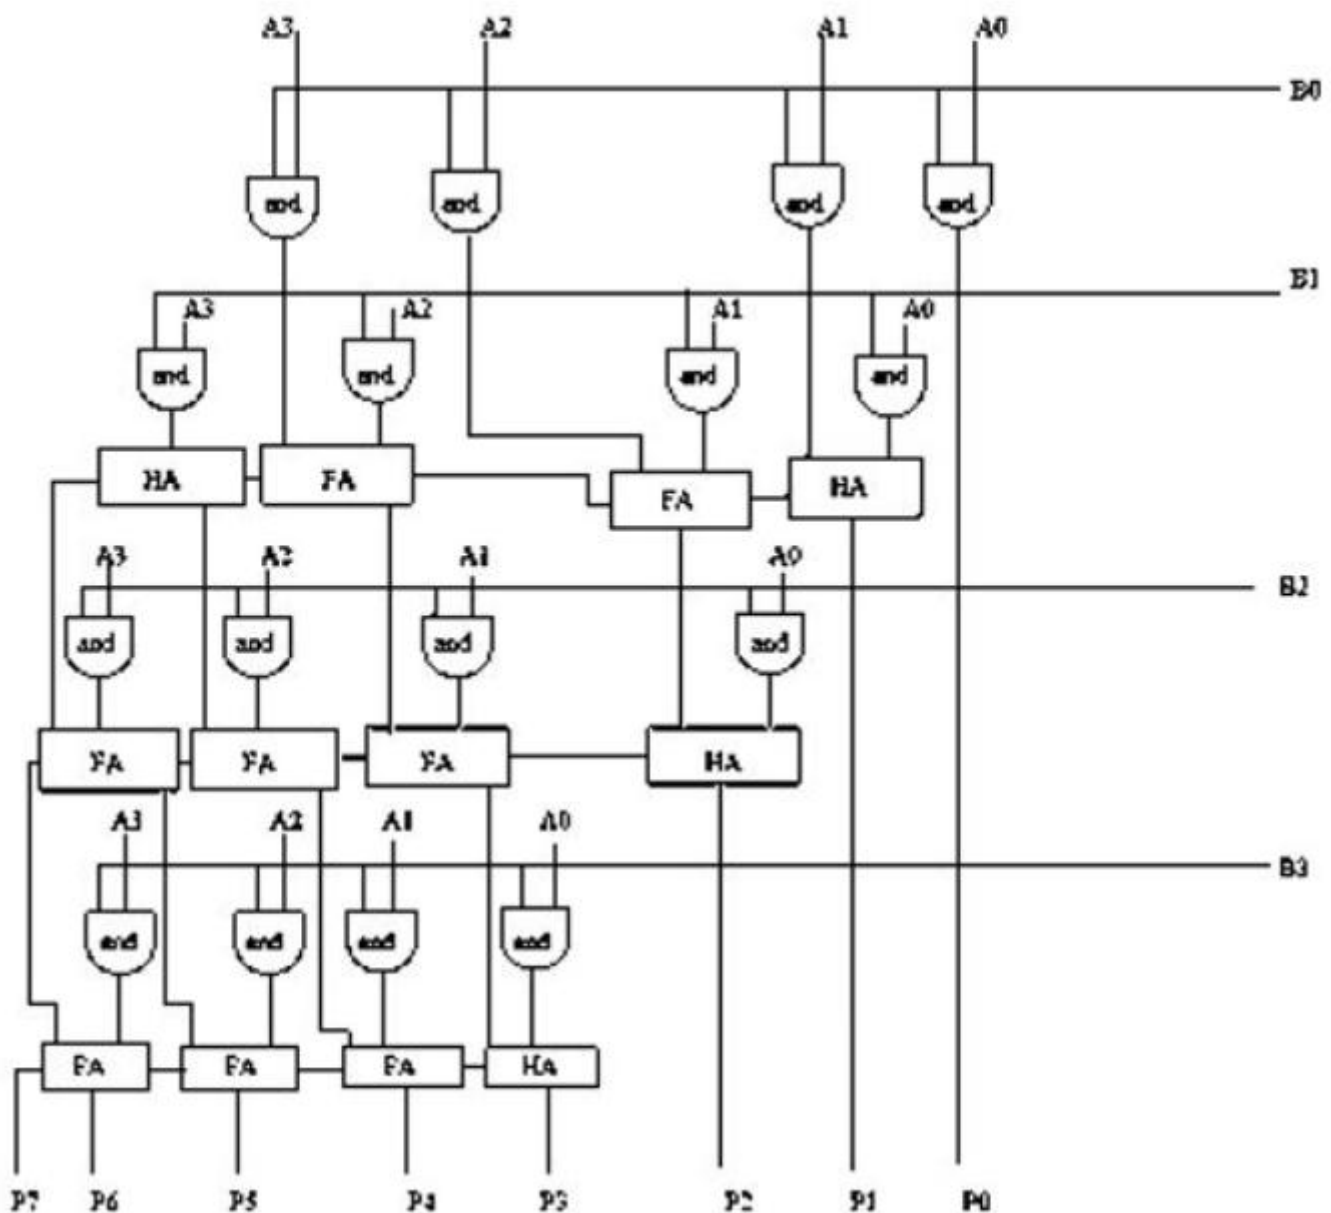 A3 A2 A1 A0
B0
and and and and
B1
A3 A2 A1 A0
and and and and
HA FA FA HA
A3 A2 A1 A0
B2
and and and and
FA FA FA HA
A3 A2 A1 A0
B3
and and and and
FA FA FA HA
P7 P6 P5 P4 P3 P2 P1 P0